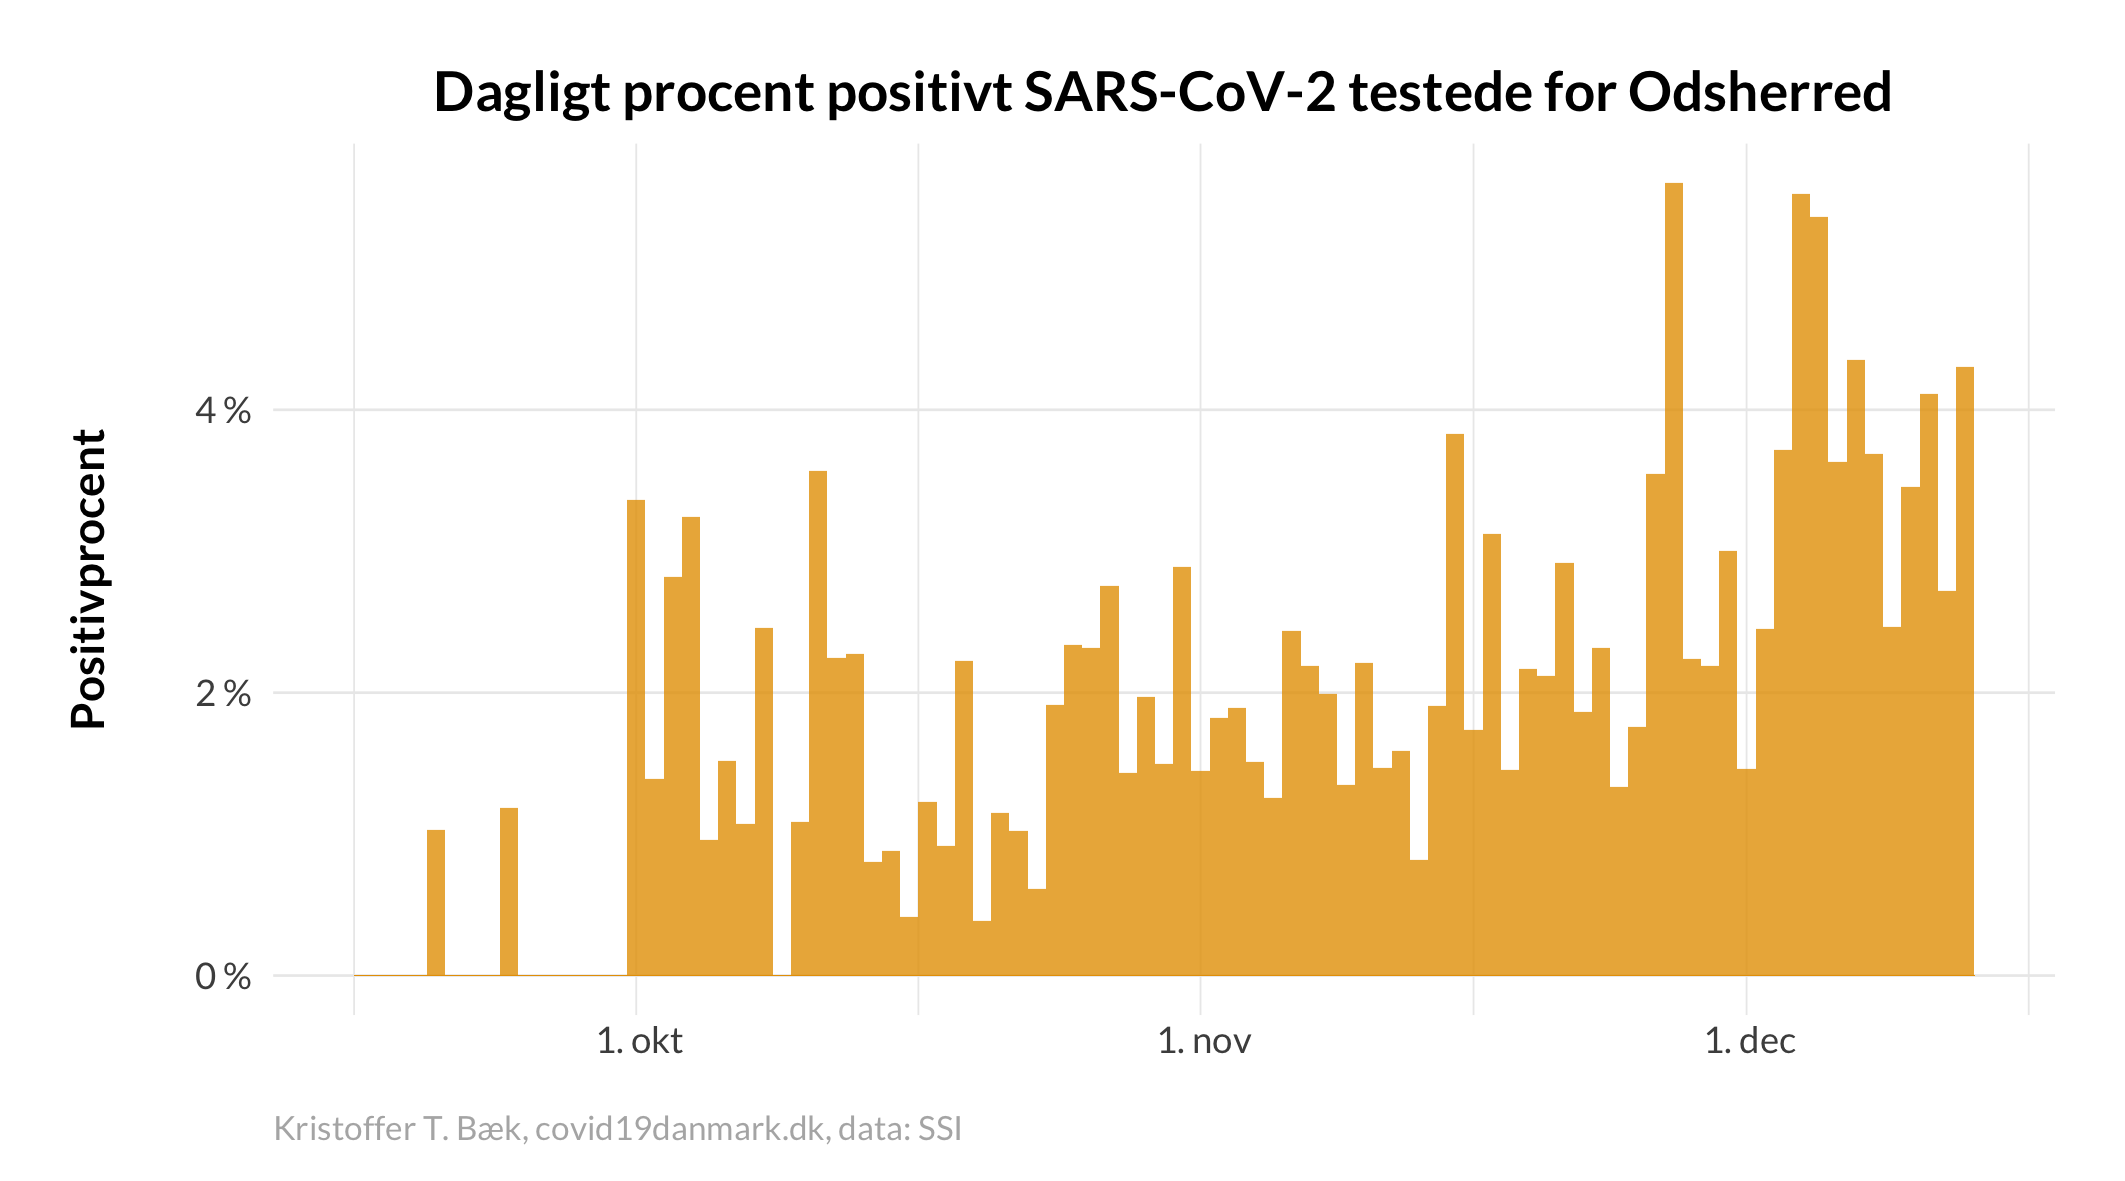 Dagligt procent positivt SARS-CoV-2 testede for Odsherred
Positivprocent
4 %
2 %
0 %
1. okt
1. nov
1. dec
Kristoffer T. Bæk, covid19danmark.dk, data: SSI